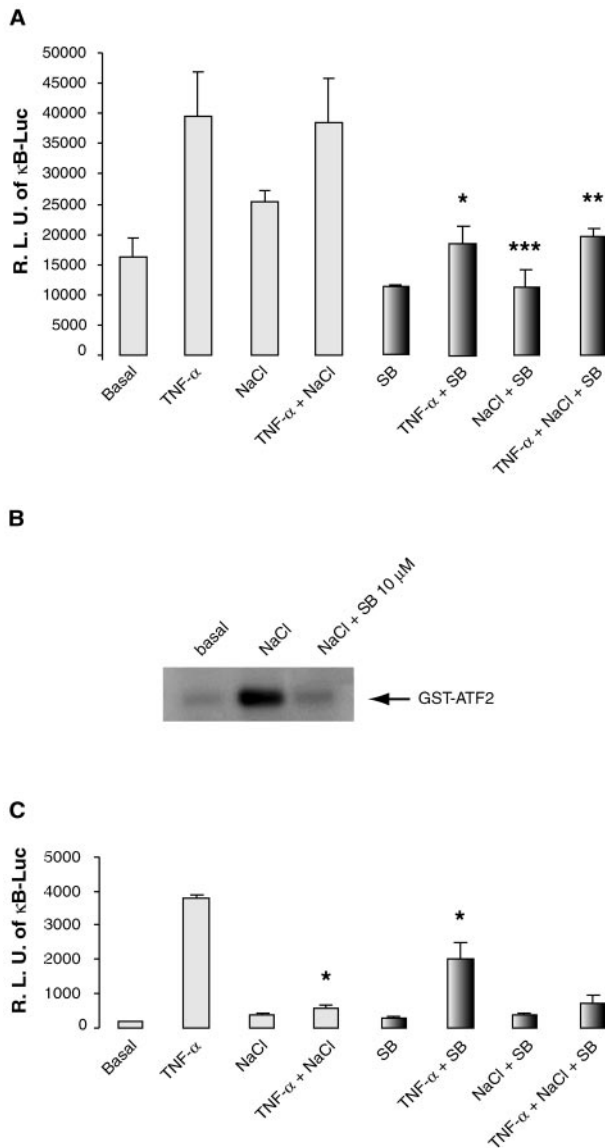 A
R. L. U. of κB-Luc
50000
45000
40000
35000
30000
25000
20000
15000
10000
5000
0
*
***
**
Basal
TNF-α
NaCl
TNF-α + NaCl
SB
TNF-α + SB
NaCl + SB
TNF-α + NaCl + SB
B
basal
NaCl
NaCl + SB 10 μM
GST-ATF2
C
R. L. U. of κB-Luc
5000
4000
3000
2000
1000
0
*
*
Basal
TNF-α
NaCl
TNF-α + NaCl
SB
TNF-α + SB
NaCl + SB
TNF-α + NaCl + SB